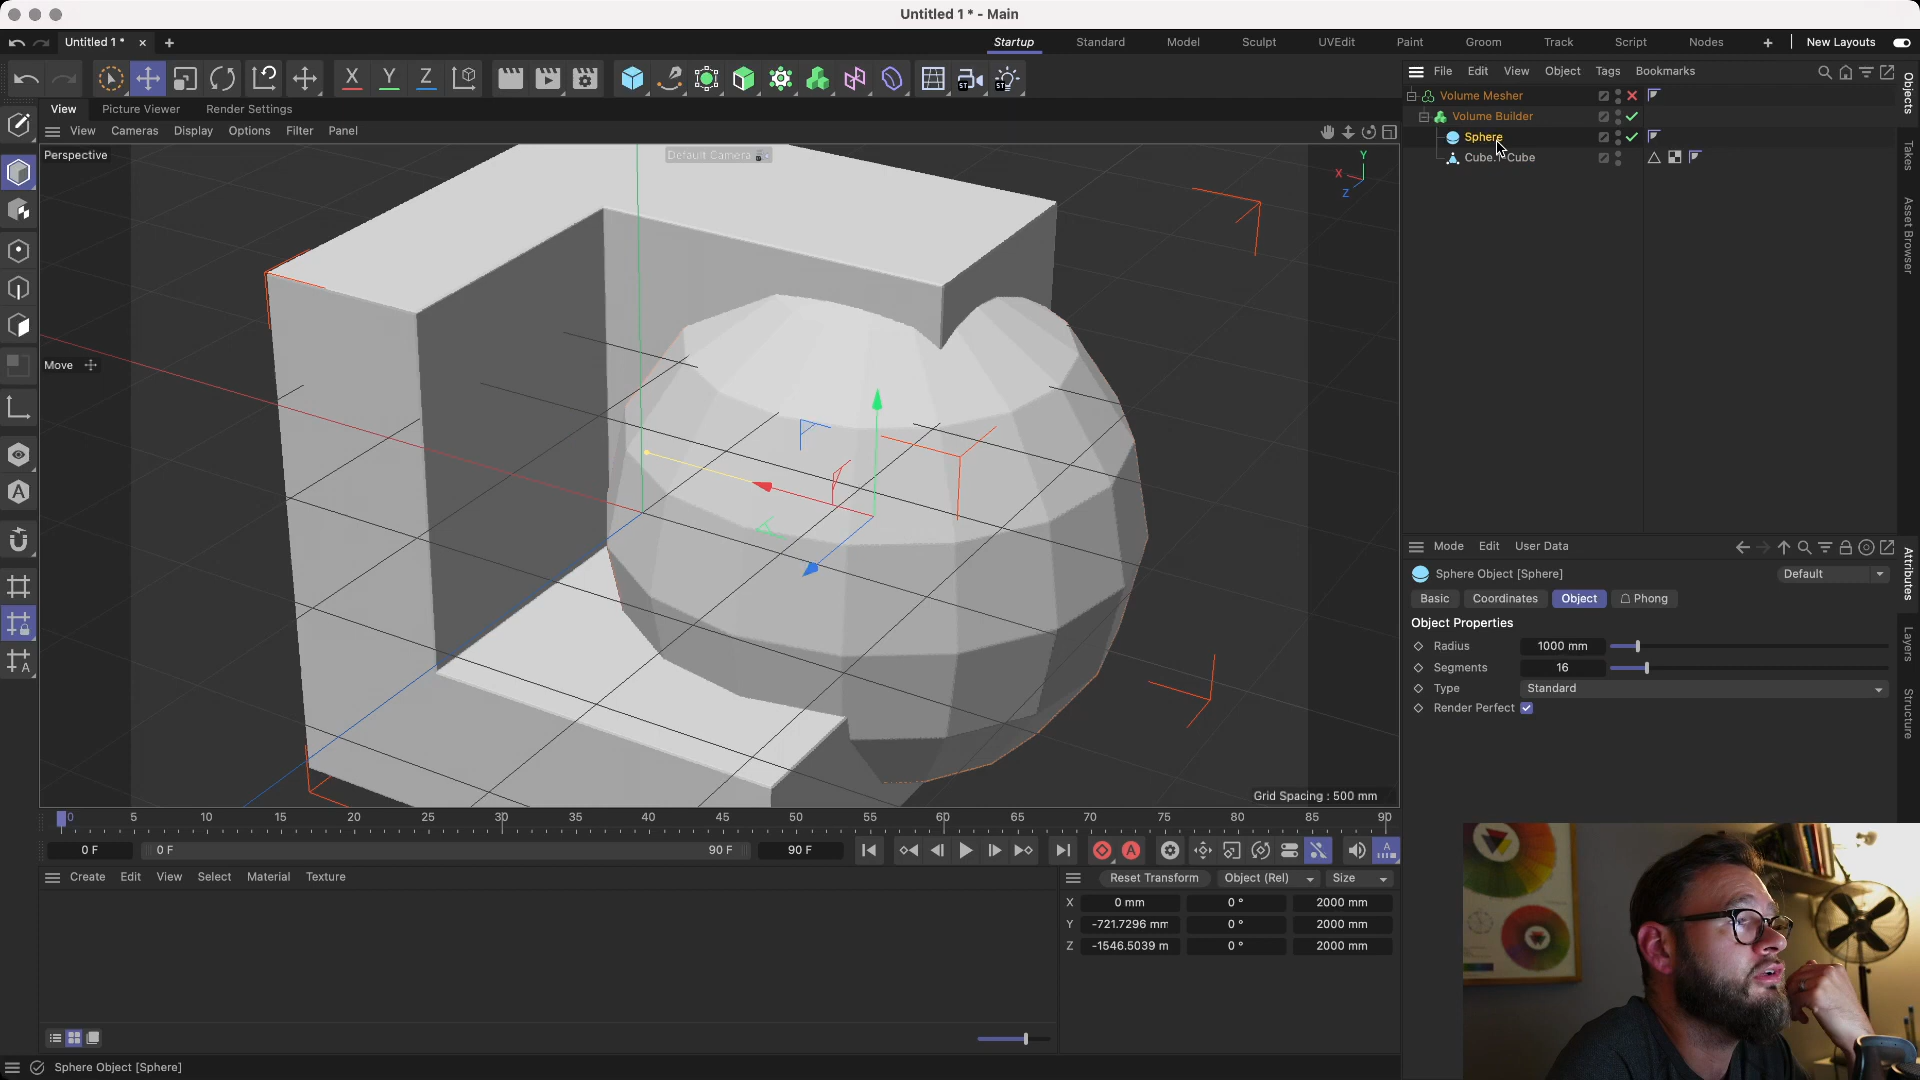 Untitled 1 * - Main
Untitled 1 *
Startup
Standard
Model
Sculpt
UVEdit
Paint
Groom
Track
Script
Nodes
New Layouts
X
Y
Z
ST
ST
View
Picture Viewer
Render Settings
View
Cameras
Display
Options
Filter
Panel
Perspective
Default Camera
Y
X
Z
Move
Grid Spacing : 500 mm
File
Edit
View
Object
Tags
Bookmarks
Volume Mesher
Volume Builder
Sphere
Cube.1
Cube
Objects
Takes
Asset Browser
Mode
Edit
User Data
Attributes
Sphere Object [Sphere]
Default
Basic
Coordinates
Object
Phong
Object Properties
Radius
1000 mm
Segments
16
Type
Standard
Render Perfect
Layers
Structure
0
5
10
15
20
25
30
35
40
45
50
55
60
65
70
75
80
85
90
0 F
0 F
90 F
90 F
Create
Edit
View
Select
Material
Texture
Reset Transform
Object (Rel)
Size
X
0 mm
0 °
2000 mm
Y
-721.7296 mm
0 °
2000 mm
Z
-1546.5039 m
0 °
2000 mm
Sphere Object [Sphere]